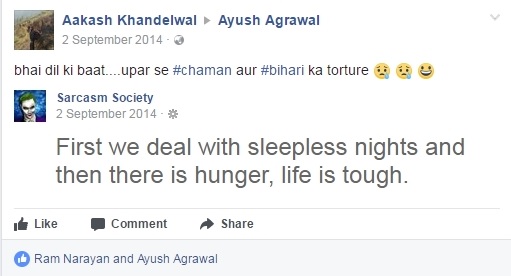 Aakash Khandelwal ▶ Ayush Agrawal
2 September 2014 ·
bhai dil ki baat....upar se #chaman aur #bihari ka torture 😢 😢 😀
Sarcasm Society
2 September 2014 ·
First we deal with sleepless nights and
then there is hunger, life is tough.
Like Comment Share
Ram Narayan and Ayush Agrawal